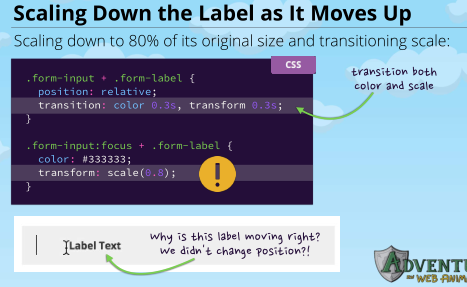 Scaling Down the Label as It Moves Up
Scaling down to 80% of its original size and transitioning scale:
CSS
.form-input + .form-label {
position: relative;
transition: color 0.3s, transform 0.3s;
}
.form-input:focus + .form-label {
color: #333333;
transform: scale(0.8);
}
!
transition both
color and scale
Label Text
Why is this label moving right?
We didn't change position?!
ADVENTU
WEB ANIM